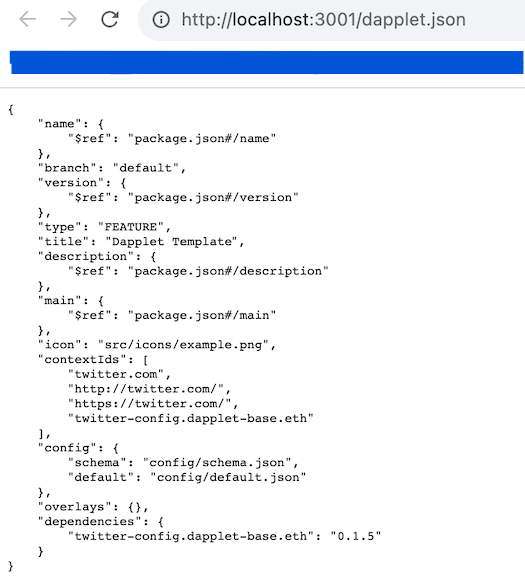 http://localhost:3001/dapplet.json
{
    "name": {
        "$ref": "package.json#/name"
    },
    "branch": "default",
    "version": {
        "$ref": "package.json#/version"
    },
    "type": "FEATURE",
    "title": "Dapplet Template",
    "description": {
        "$ref": "package.json#/description"
    },
    "main": {
        "$ref": "package.json#/main"
    },
    "icon": "src/icons/example.png",
    "contextIds": [
        "twitter.com",
        "http://twitter.com/",
        "https://twitter.com/",
        "twitter-config.dapplet-base.eth"
    ],
    "config": {
        "schema": "config/schema.json",
        "default": "config/default.json"
    },
    "overlays": {},
    "dependencies": {
        "twitter-config.dapplet-base.eth": "0.1.5"
    }
}